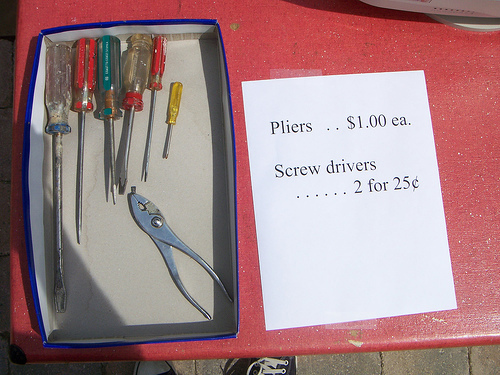 Pliers . . $1.00 ea.
Screw drivers
. . . . . . 2 for 25¢